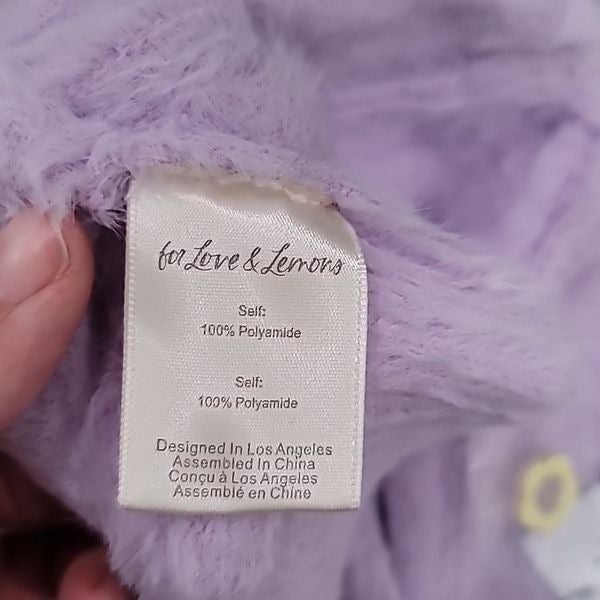 for Love & Lemons
Self:
100% Polyamide
Self:
100% Polyamide
Designed In Los Angeles
Assembled In China
Conçu à Los Angeles
Assemblé en Chine